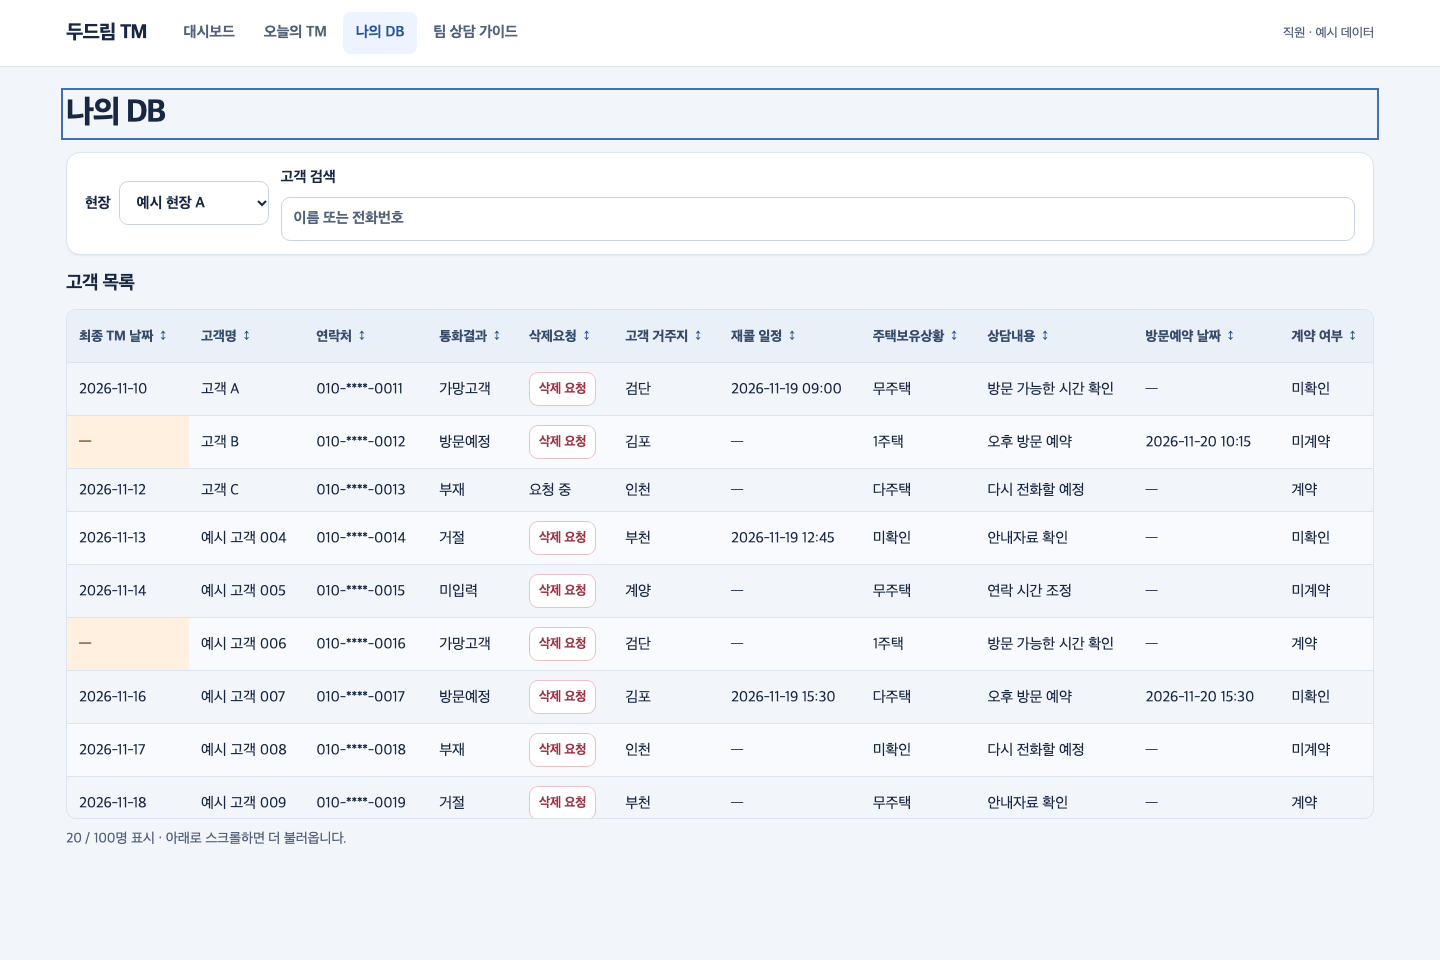 두드림 TM 대시보드 오늘의 TM 나의 DB 팀 상담 가이드 직원 · 예시 데이터
나의 DB
고객 검색
현장 예시 현장 A
이름 또는 전화번호
고객 목록
최종 TM 날짜 ↕ 고객명 ↕ 연락처 ↕ 통화결과 ↕ 삭제요청 ↕ 고객 거주지 ↕ 재콜 일정 ↕ 주택보유상황 ↕ 상담내용 ↕ 방문예약 날짜 ↕ 계약 여부 ↕
2026-11-10 고객 A 010-****-0011 가망고객 삭제 요청 검단 2026-11-19 09:00 무주택 방문 가능한 시간 확인 — 미확인
— 고객 B 010-****-0012 방문예정 삭제 요청 김포 — 1주택 오후 방문 예약 2026-11-20 10:15 미계약
2026-11-12 고객 C 010-****-0013 부재 요청 중 인천 — 다주택 다시 전화할 예정 — 계약
2026-11-13 예시 고객 004 010-****-0014 거절 삭제 요청 부천 2026-11-19 12:45 미확인 안내자료 확인 — 미확인
2026-11-14 예시 고객 005 010-****-0015 미입력 삭제 요청 계양 — 무주택 연락 시간 조정 — 미계약
— 예시 고객 006 010-****-0016 가망고객 삭제 요청 검단 — 1주택 방문 가능한 시간 확인 — 계약
2026-11-16 예시 고객 007 010-****-0017 방문예정 삭제 요청 김포 2026-11-19 15:30 다주택 오후 방문 예약 2026-11-20 15:30 미확인
2026-11-17 예시 고객 008 010-****-0018 부재 삭제 요청 인천 — 미확인 다시 전화할 예정 — 미계약
2026-11-18 예시 고객 009 010-****-0019 거절 삭제 요청 부천 — 무주택 안내자료 확인 — 계약
20 / 100명 표시 · 아래로 스크롤하면 더 불러옵니다.